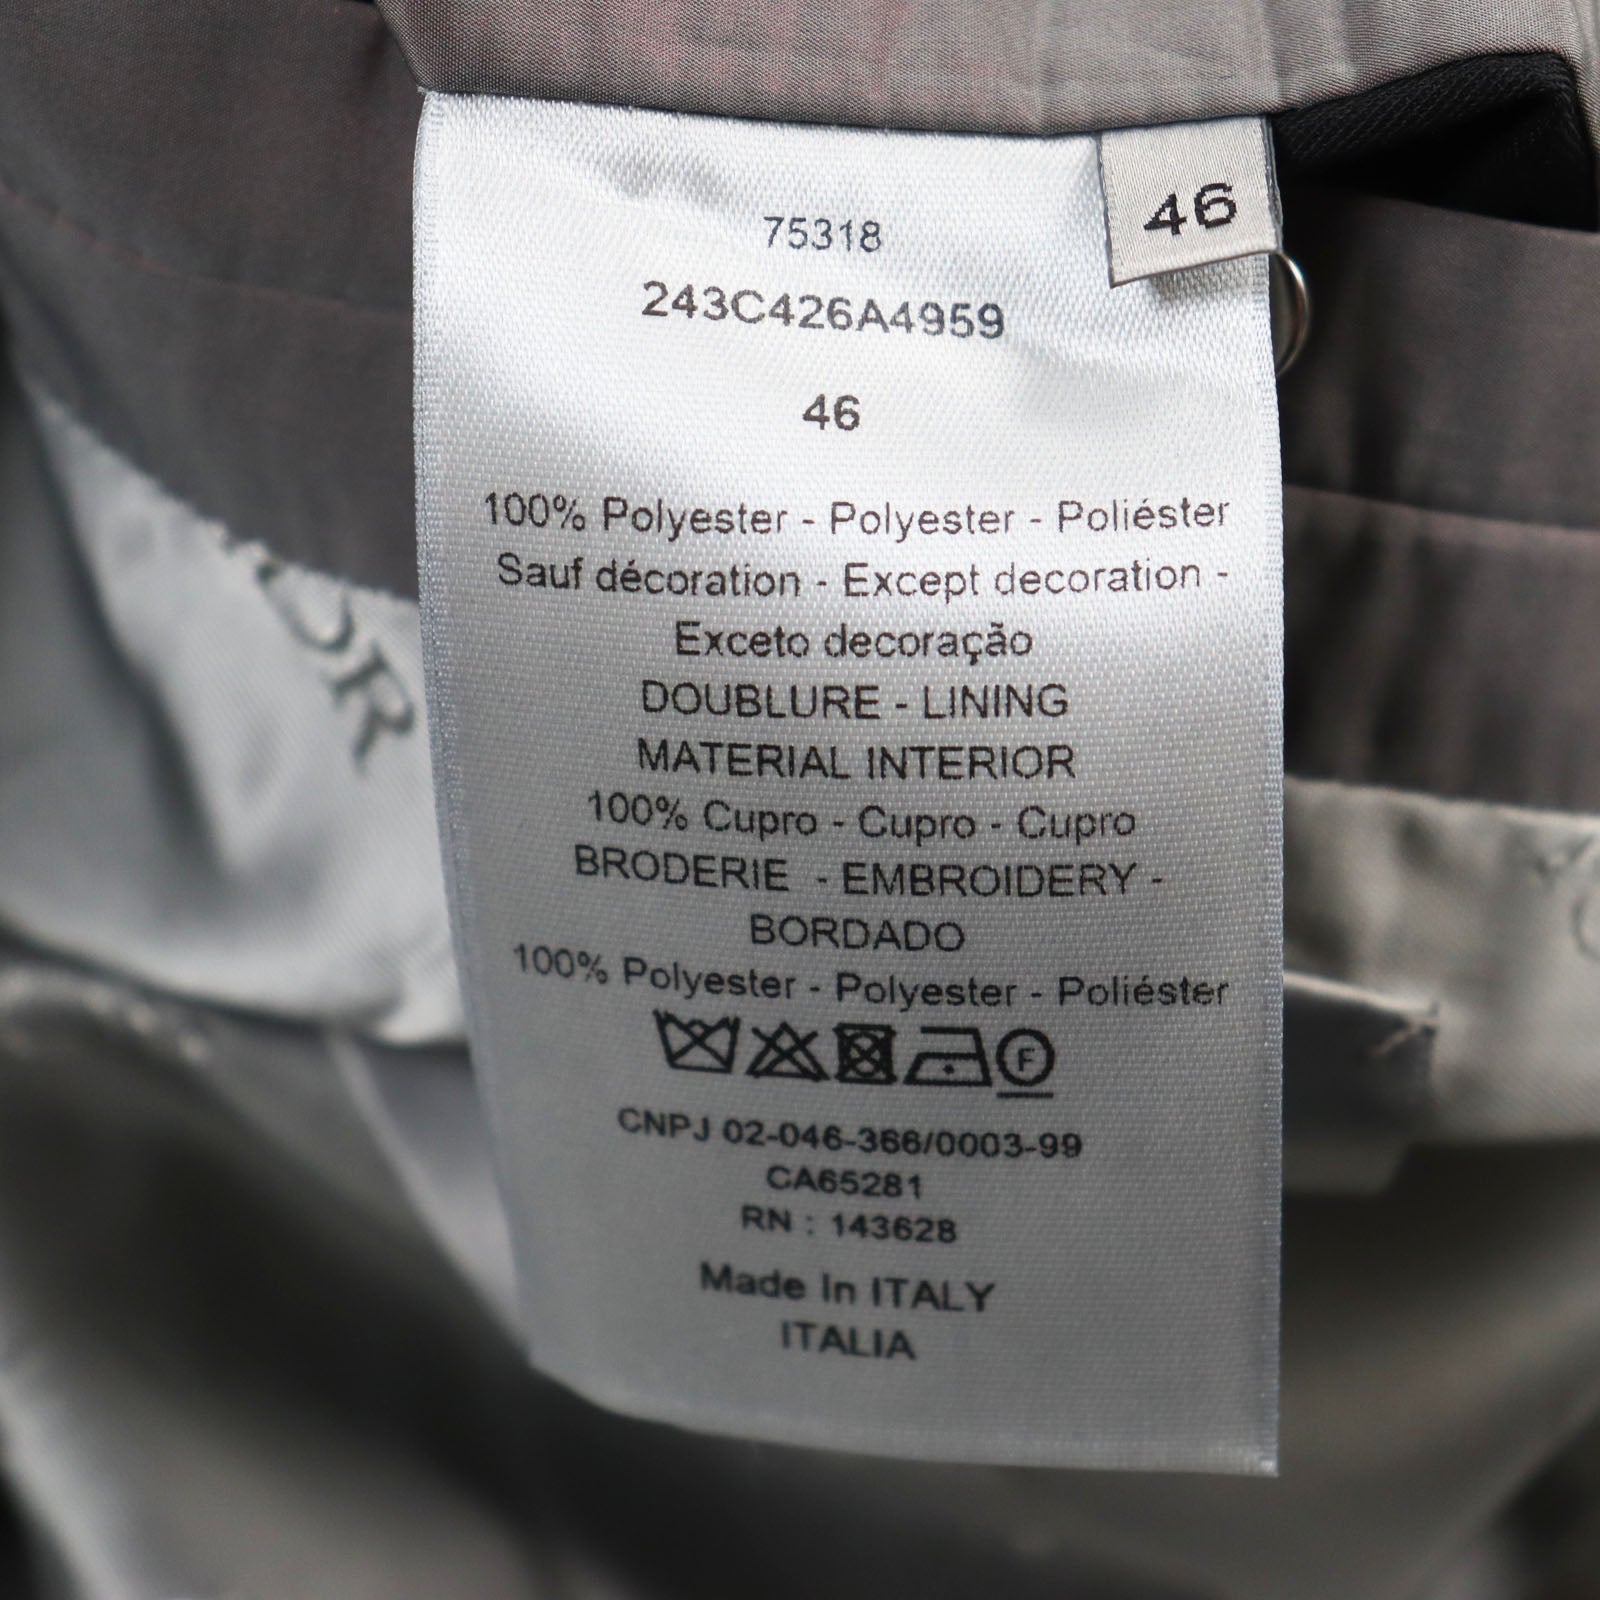 46
75318
243C426A4959
46
100% Polyester - Polyester - Poliéster
Sauf décoration - Except decoration -
Exceto decoração
DOUBLURE - LINING
MATERIAL INTERIOR
100% Cupro - Cupro - Cupro
BRODERIE - EMBROIDERY -
BORDADO
100% Polyester - Polyester - Poliéster
F
CNPJ 02-046-366/0003-99
CA65281
RN : 143628
Made In ITALY
ITALIA